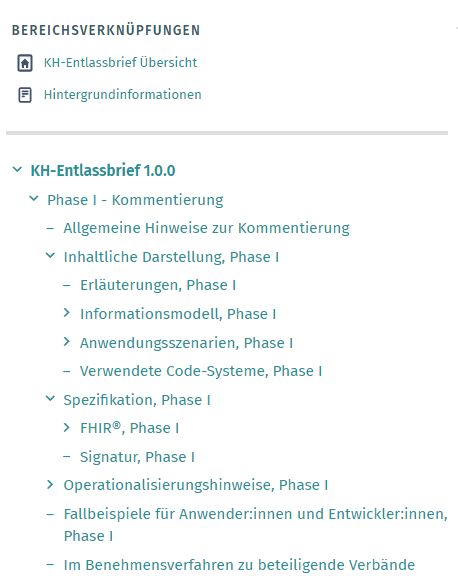 BEREICHSVERKNÜPFUNGEN
KH-Entlassbrief Übersicht
Hintergrundinformationen
KH-Entlassbrief 1.0.0
Phase I - Kommentierung
– Allgemeine Hinweise zur Kommentierung
Inhaltliche Darstellung, Phase I
– Erläuterungen, Phase I
Informationsmodell, Phase I
Anwendungsszenarien, Phase I
– Verwendete Code-Systeme, Phase I
Spezifikation, Phase I
FHIR®, Phase I
– Signatur, Phase I
Operationalisierungshinweise, Phase I
– Fallbeispiele für Anwender:innen und Entwickler:innen,
Phase I
– Im Benehmensverfahren zu beteiligende Verbände